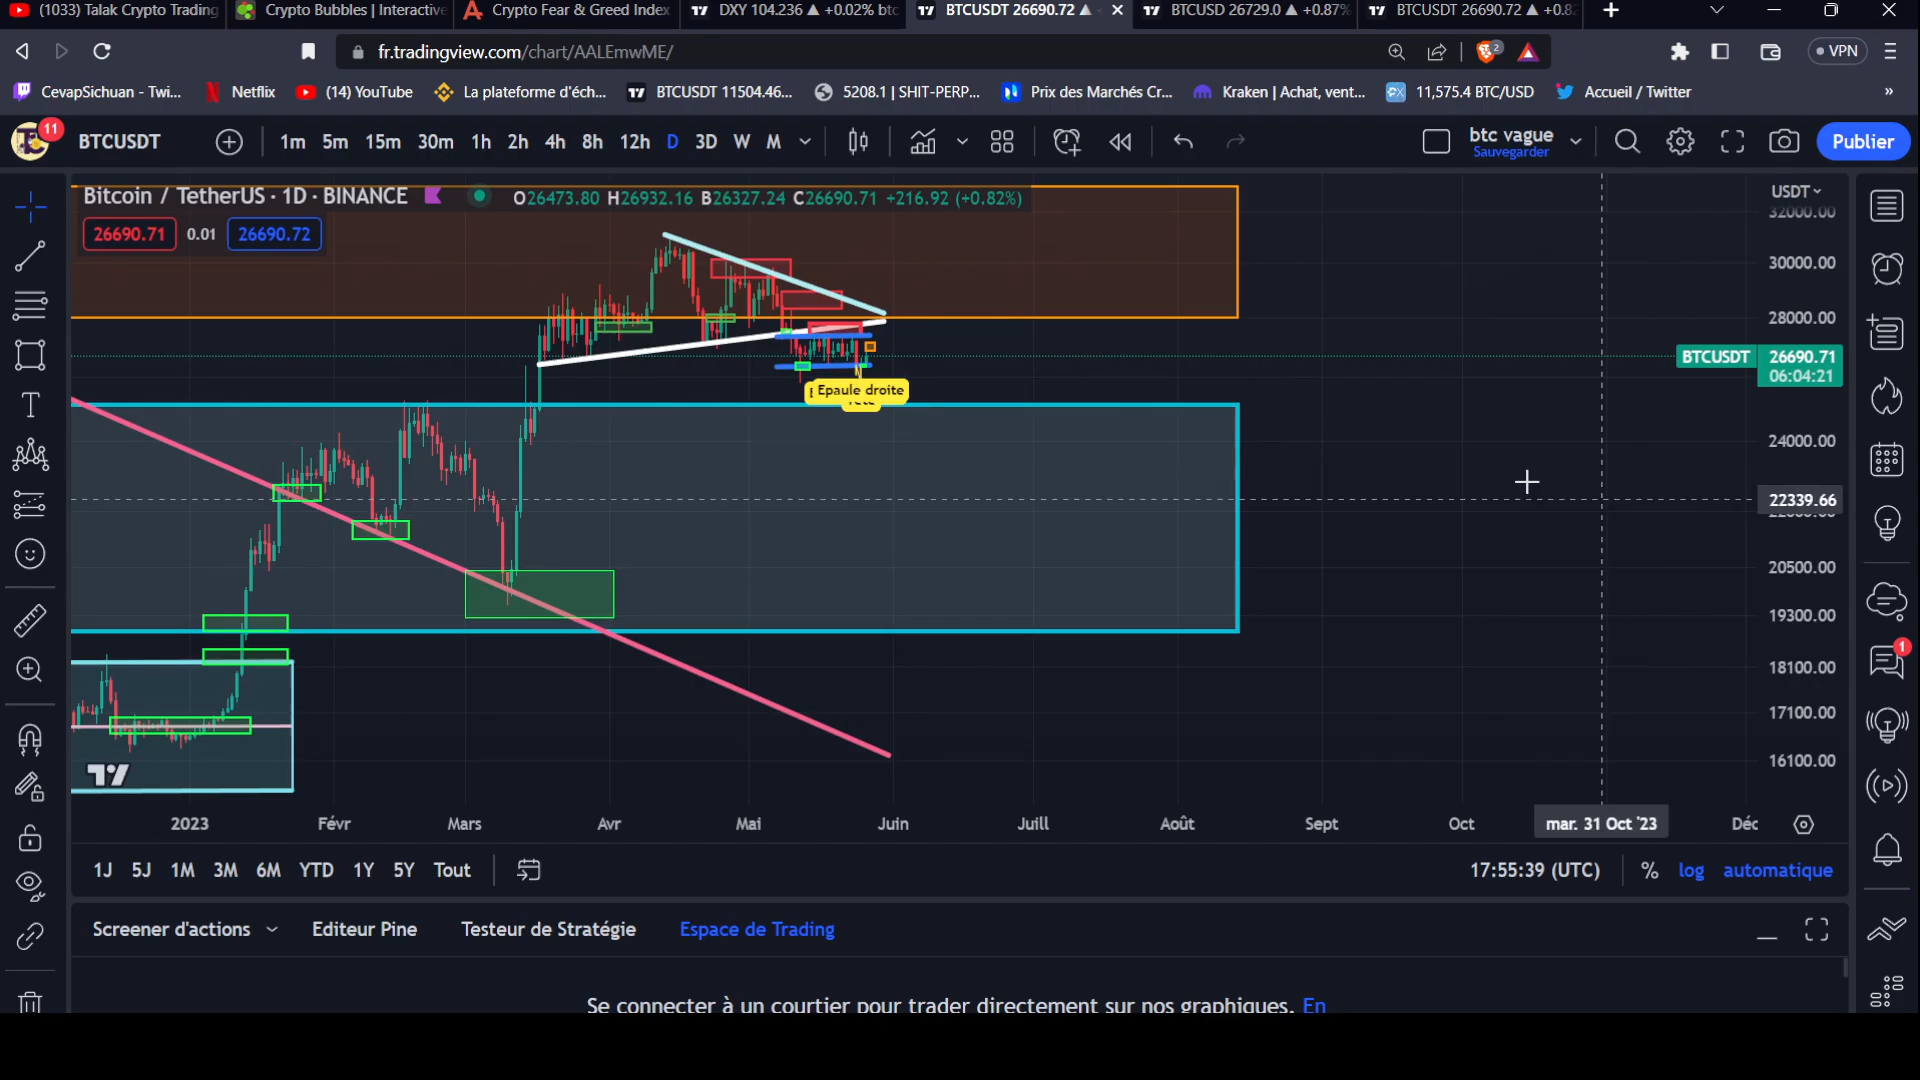 (1033) Talak Crypto Trading
Crypto Bubbles | Interactive
Crypto Fear & Greed Index
DXY 104.236 ▲ +0.02% btc
BTCUSDT 26690.72 ▲
BTCUSD 26729.0 ▲ +0.87%
BTCUSDT 26690.72 ▲ +0.82
fr.tradingview.com/chart/AALEmwME/
2
VPN
CevapSichuan - Twi...
Netflix
(14) YouTube
La plateforme d'éch...
BTCUSDT 11504.46...
5208.1 | SHIT-PERP...
Prix des Marchés Cr...
Kraken | Achat, vent...
11,575.4 BTC/USD
Accueil / Twitter
»
11
BTCUSDT
1m 5m 15m 30m 1h 2h 4h 8h 12h D 3D W M
btc vague
Sauvegarder
Publier
Bitcoin / TetherUS · 1D · BINANCE
O26473.80 H26932.16 B26327.24 C26690.71 +216.92 (+0.82%)
26690.71 0.01 26690.72
USDT
32000.00
30000.00
28000.00
BTCUSDT 26690.71
06:04:21
Epaule droite
24000.00
22339.66
20500.00
19300.00
18100.00
17100.00
16100.00
1
2023 Févr Mars Avr Mai Juin Juill Août Sept Oct mar. 31 Oct '23 Déc
1J 5J 1M 3M 6M YTD 1Y 5Y Tout
17:55:39 (UTC) % log automatique
Screener d'actions Editeur Pine Testeur de Stratégie Espace de Trading
Se connecter à un courtier pour trader directement sur nos graphiques. En